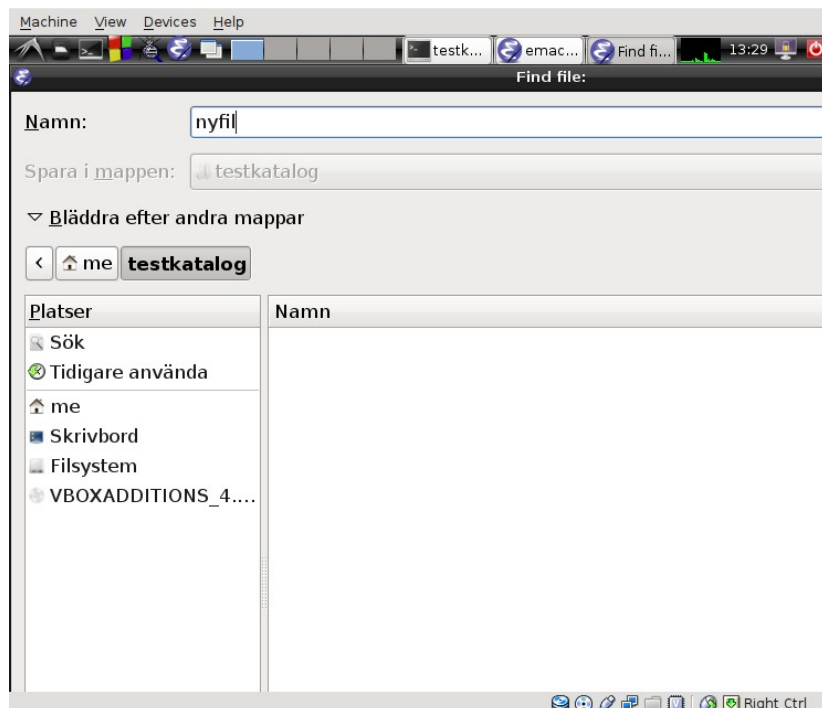 Machine View Devices Help
testk... emac... Find fi... 13:29
Find file:
Namn: nyfil
Spara i mappen: testkatalog
Bläddra efter andra mappar
< me testkatalog
Platser Namn
Sök
Tidigare använda
me
Skrivbord
Filsystem
VBOXADDITIONS_4....
Right Ctrl